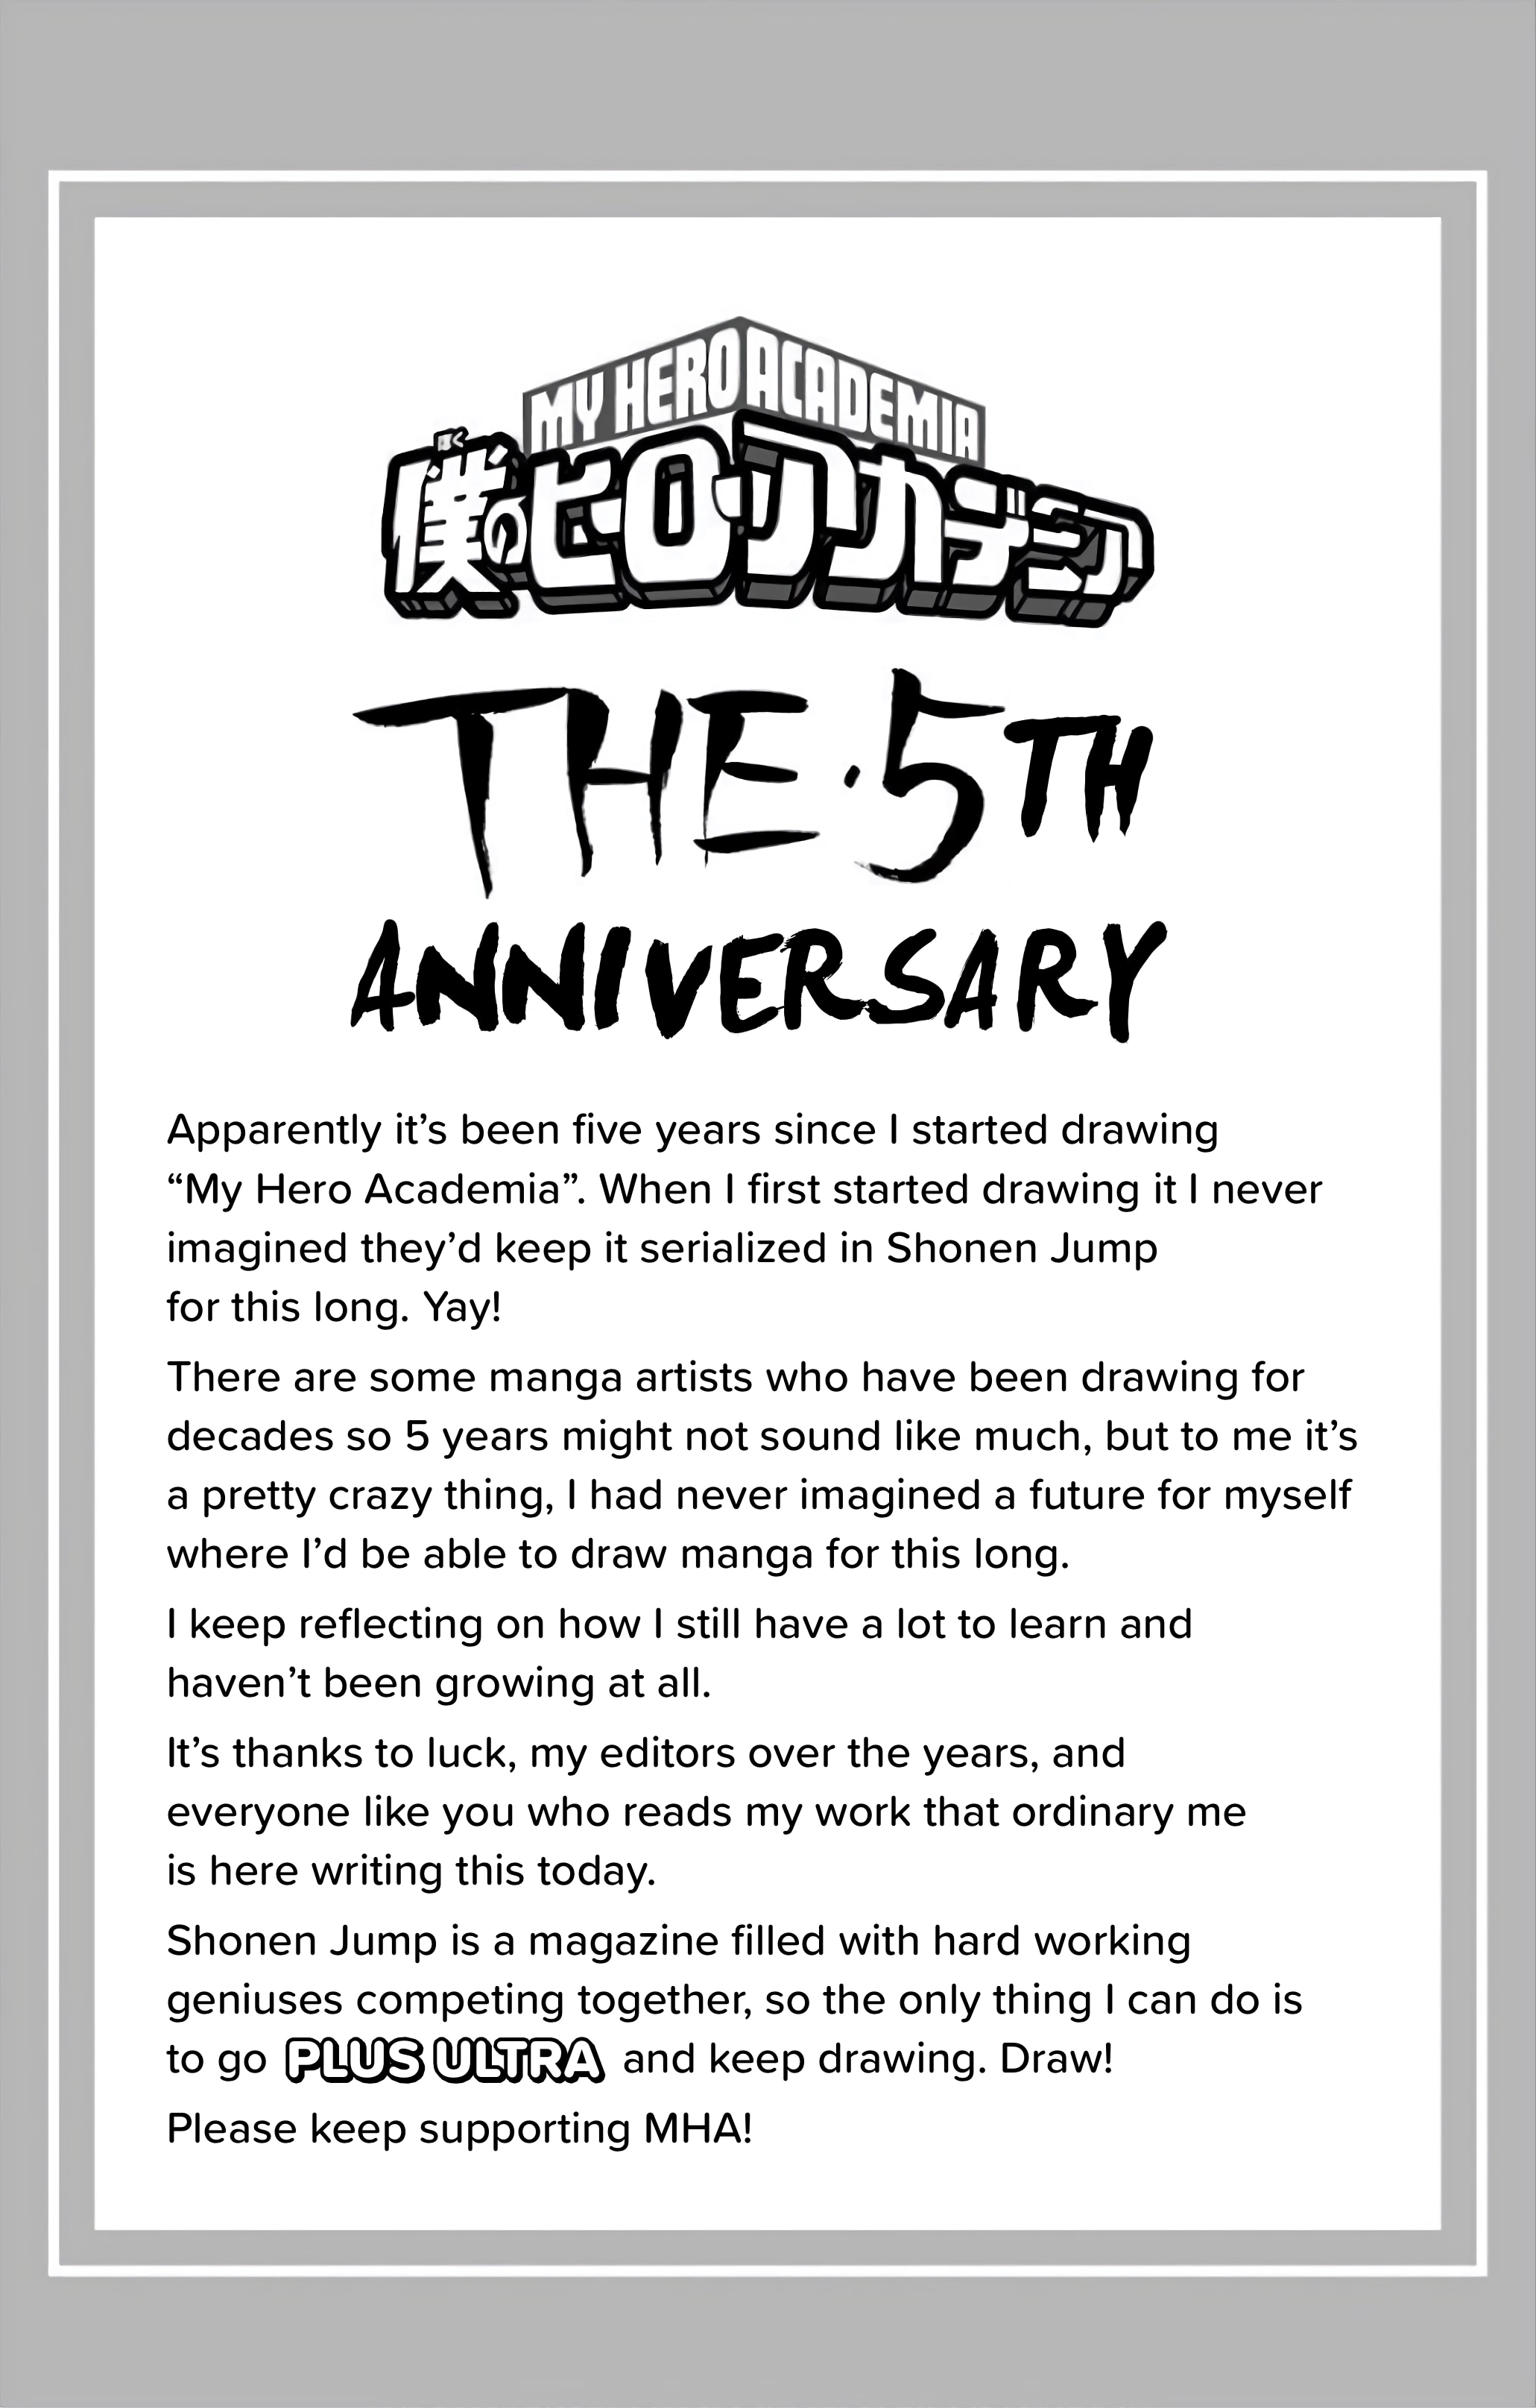 MY HERO ACADEMIA
ぼく
僕のヒーローアカデミア
THE・5TH
ANNIVERSARY
Apparently it’s been five years since I started drawing
“My Hero Academia”. When I first started drawing it I never
imagined they’d keep it serialized in Shonen Jump
for this long. Yay!
There are some manga artists who have been drawing for
decades so 5 years might not sound like much, but to me it’s
a pretty crazy thing, I had never imagined a future for myself
where I’d be able to draw manga for this long.
I keep reflecting on how I still have a lot to learn and
haven’t been growing at all.
It’s thanks to luck, my editors over the years, and
everyone like you who reads my work that ordinary me
is here writing this today.
Shonen Jump is a magazine filled with hard working
geniuses competing together, so the only thing I can do is
to go PLUS ULTRA and keep drawing. Draw!
Please keep supporting MHA!